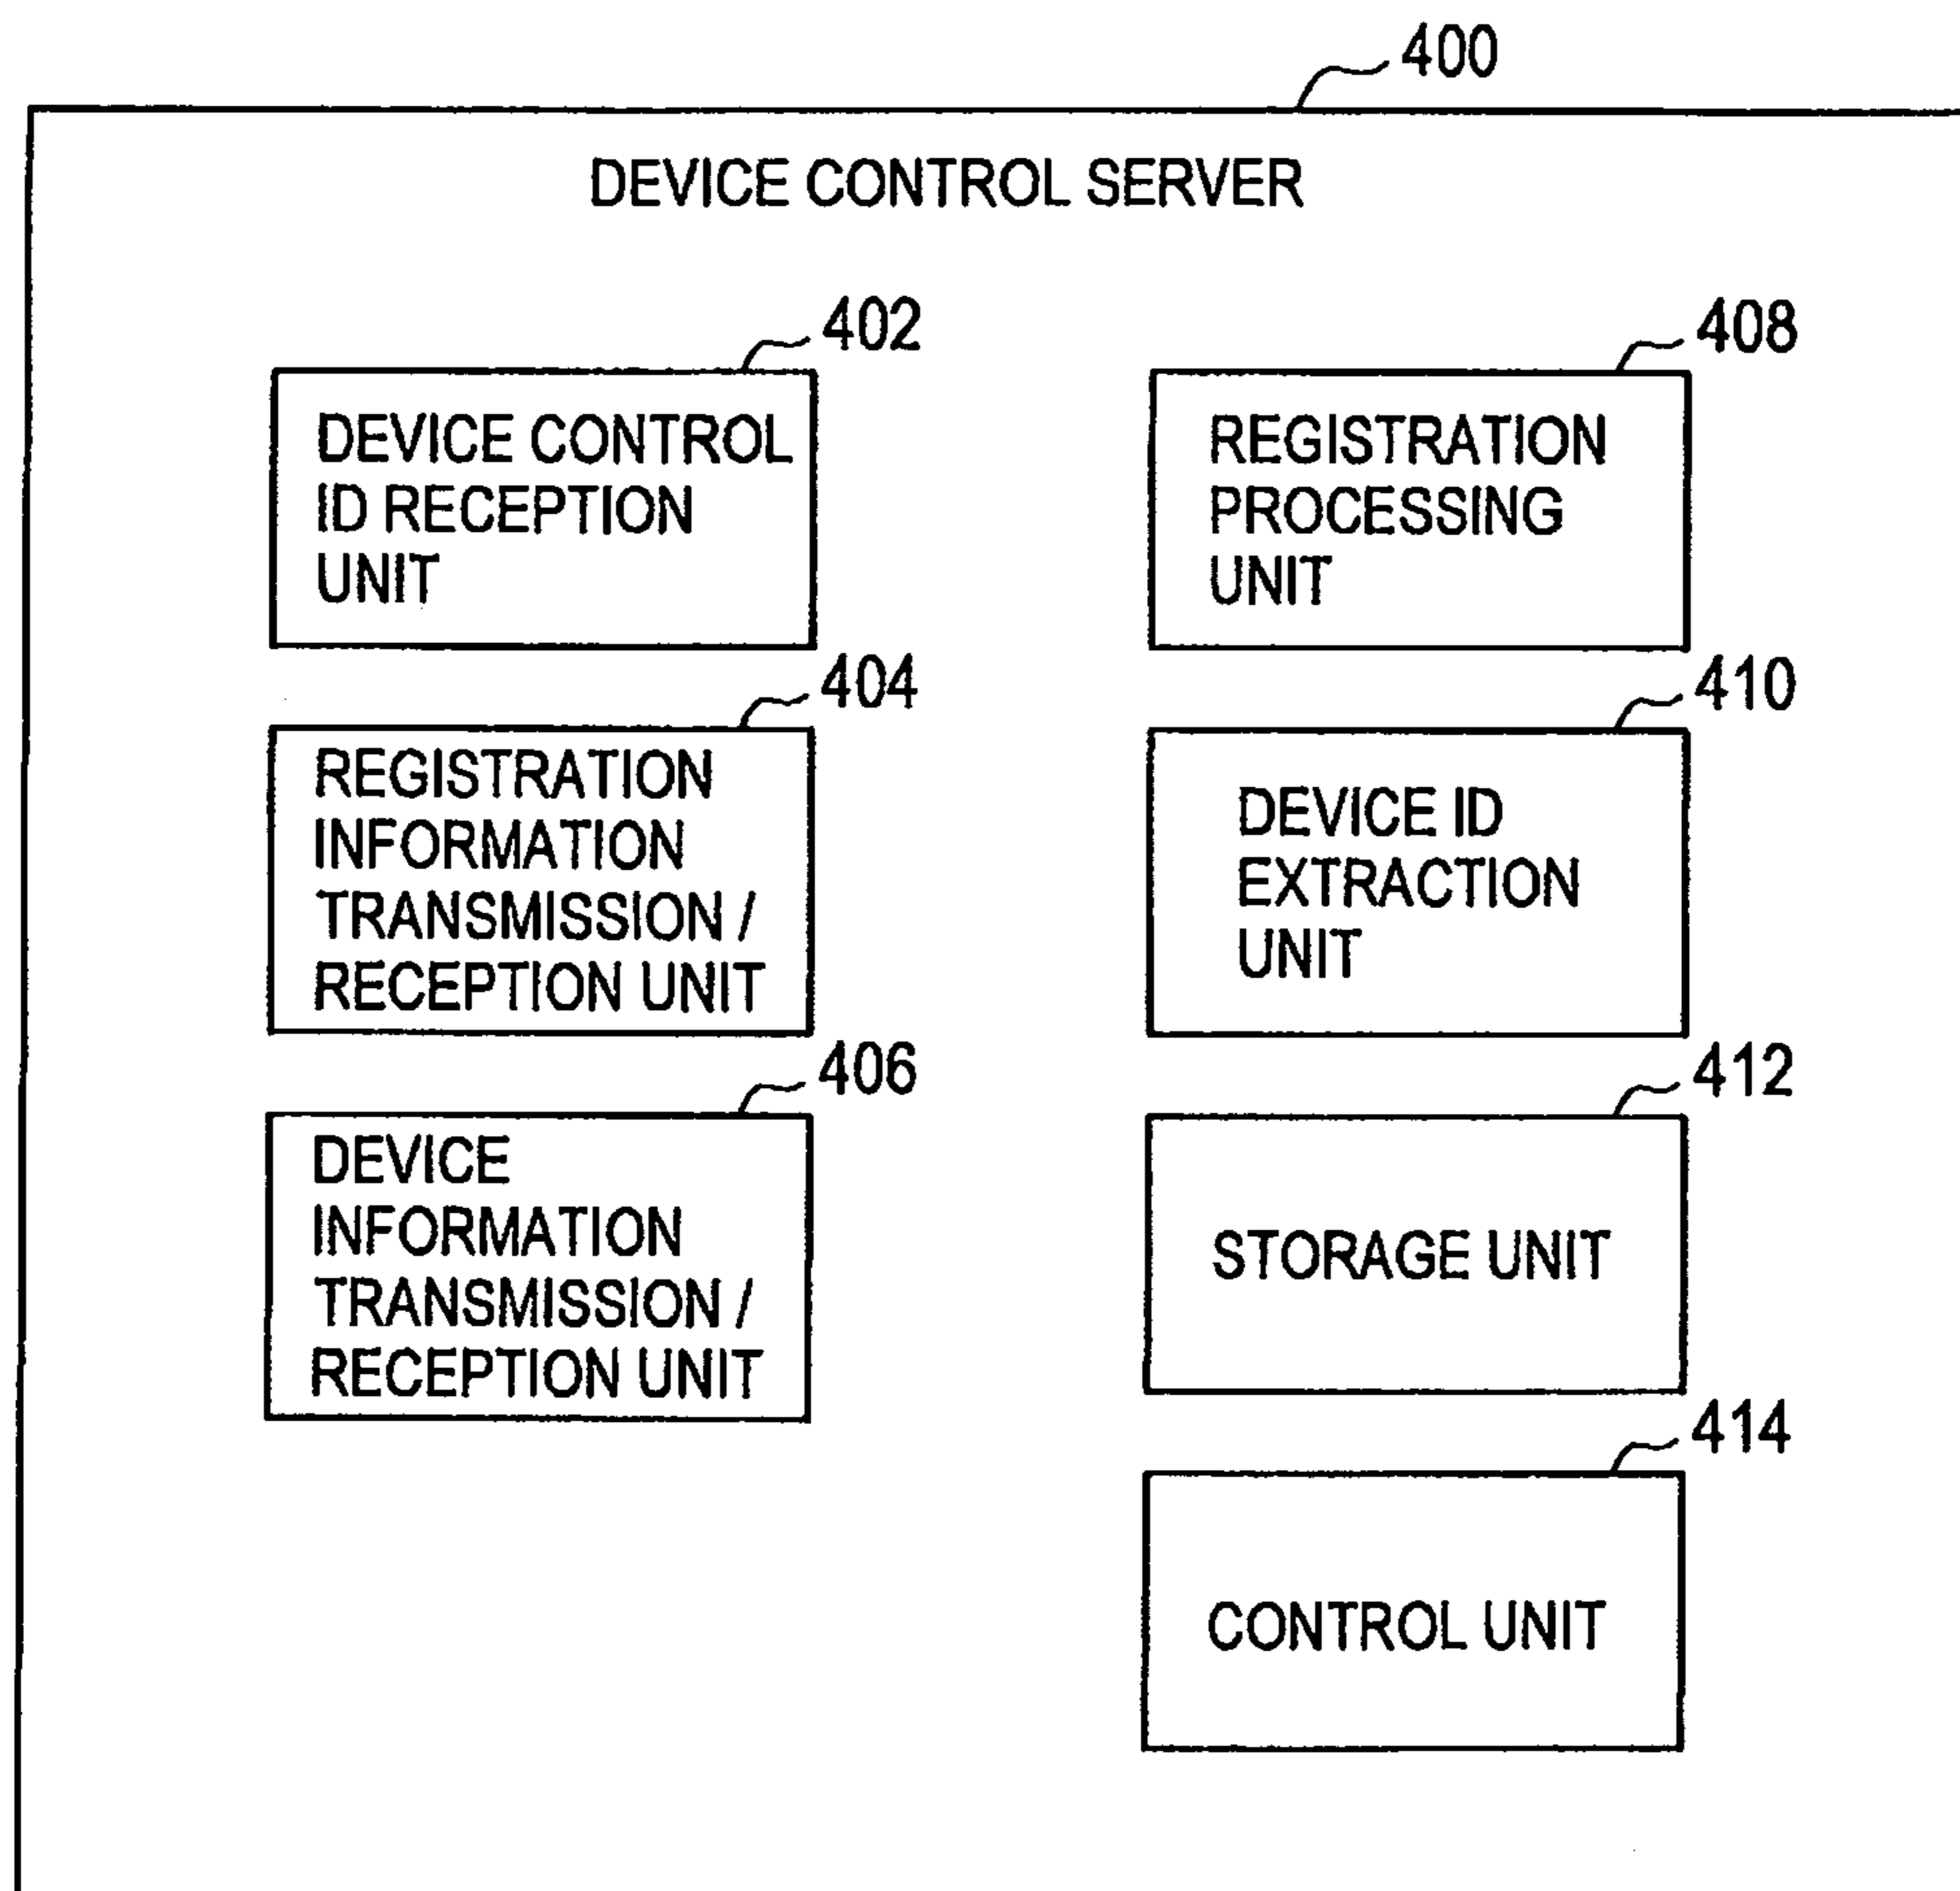 400
DEVICE CONTROL SERVER
402
DEVICE CONTROL
ID RECEPTION
UNIT
404
REGISTRATION
INFORMATION
TRANSMISSION /
RECEPTION UNIT
406
DEVICE
INFORMATION
TRANSMISSION /
RECEPTION UNIT
408
REGISTRATION
PROCESSING
UNIT
410
DEVICE ID
EXTRACTION
UNIT
412
STORAGE UNIT
414
CONTROL UNIT